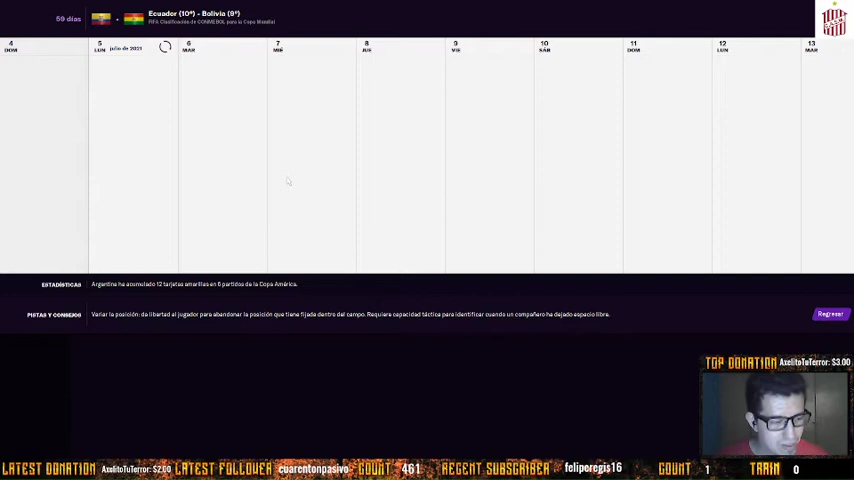 59 días
Ecuador (10º) - Bolivia (9º)
FIFA Clasificación de CONMEBOL para la Copa Mundial
4
DOM
5
LUN julio de 2021
6
MAR
7
MIÉ
8
JUE
9
VIE
10
SÁB
11
DOM
12
LUN
13
MAR
ESTADÍSTICAS Argentina ha acumulado 12 tarjetas amarillas en 6 partidos de la Copa América.
PISTAS Y CONSEJOS Variar la posición: da libertad al jugador para abandonar la posición que tiene fijada dentro del campo. Requiere capacidad táctica para identificar cuando un compañero ha dejado espacio libre.
Regresar
TOP DONATION AxelitoTuTerror: $3.00
LATEST DONATION AxelitoTuTerror: $2.00 LATEST FOLLOWER cuarentonpasivo COUNT 461 RECENT SUBSCRIBER feliperegis16 COUNT 1 TRAIN 0